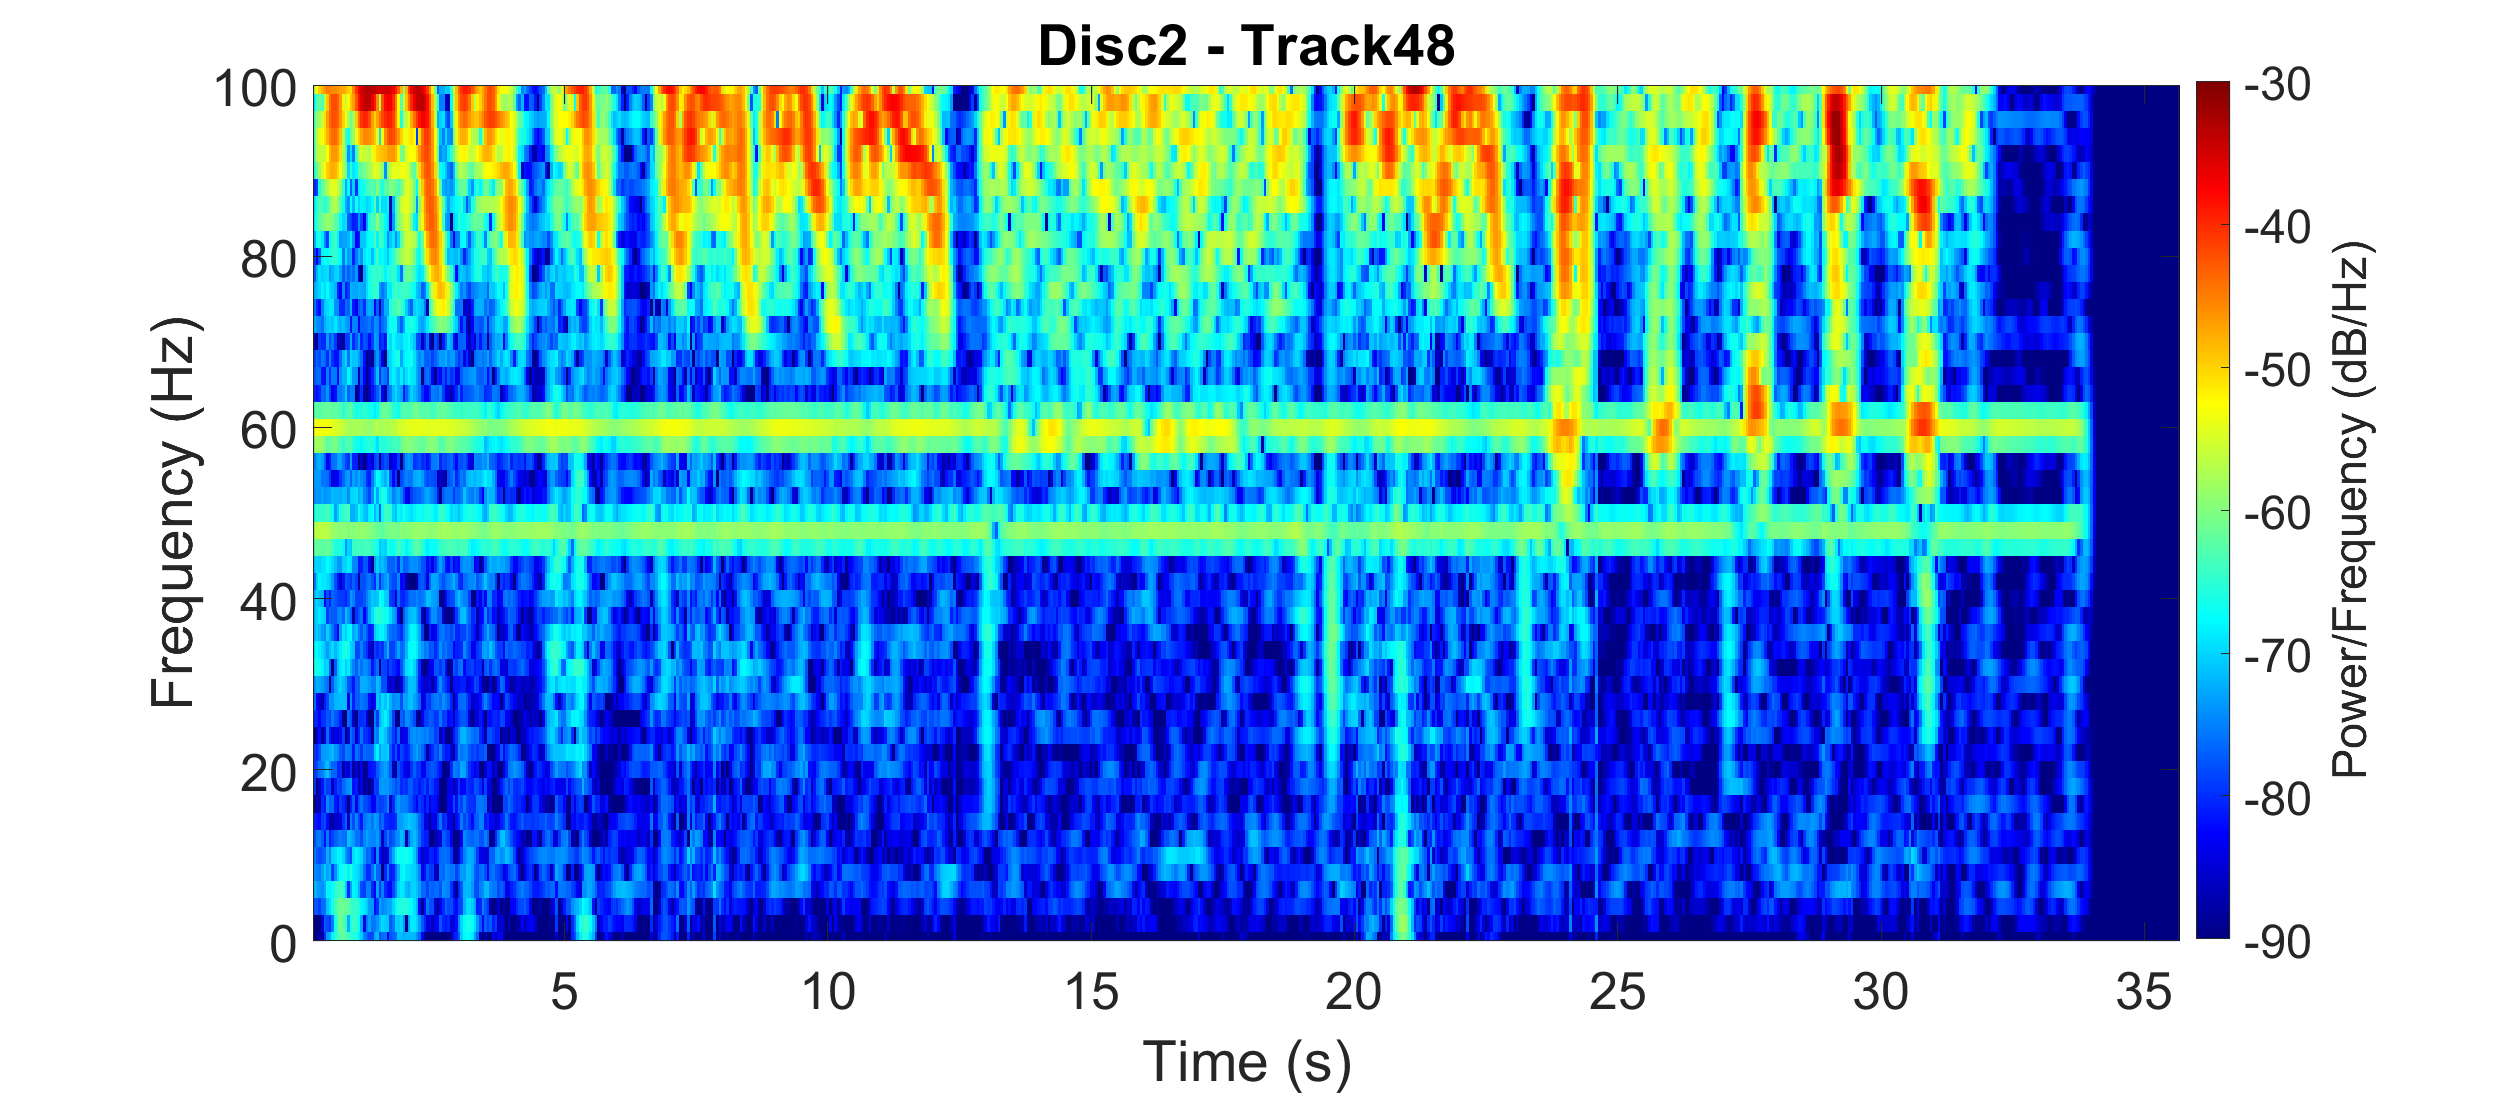 Disc2 - Track48
Frequency (Hz)
100
80
60
40
20
0
5 10 15 20 25 30 35
Time (s)
-30
-40
-50
-60
-70
-80
-90
Power/Frequency (dB/Hz)